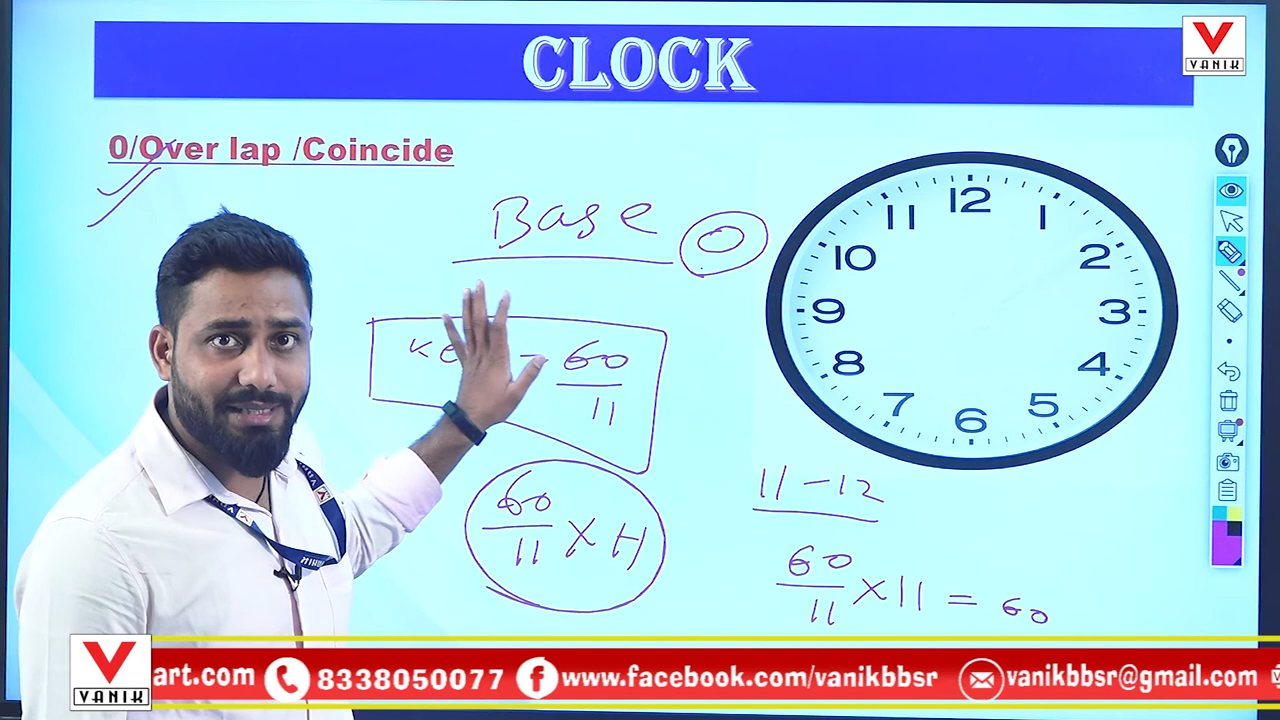 CLOCK
VANIK
0/Over lap /Coincide
Base 0
60
11
60
11 × H
11 - 12
60
11 × 11 = 60
12
1
2
3
4
5
6
7
8
9
10
11
VANIK
art.com 8338050077 www.facebook.com/vanikbbsr vanikbbsr@gmail.com